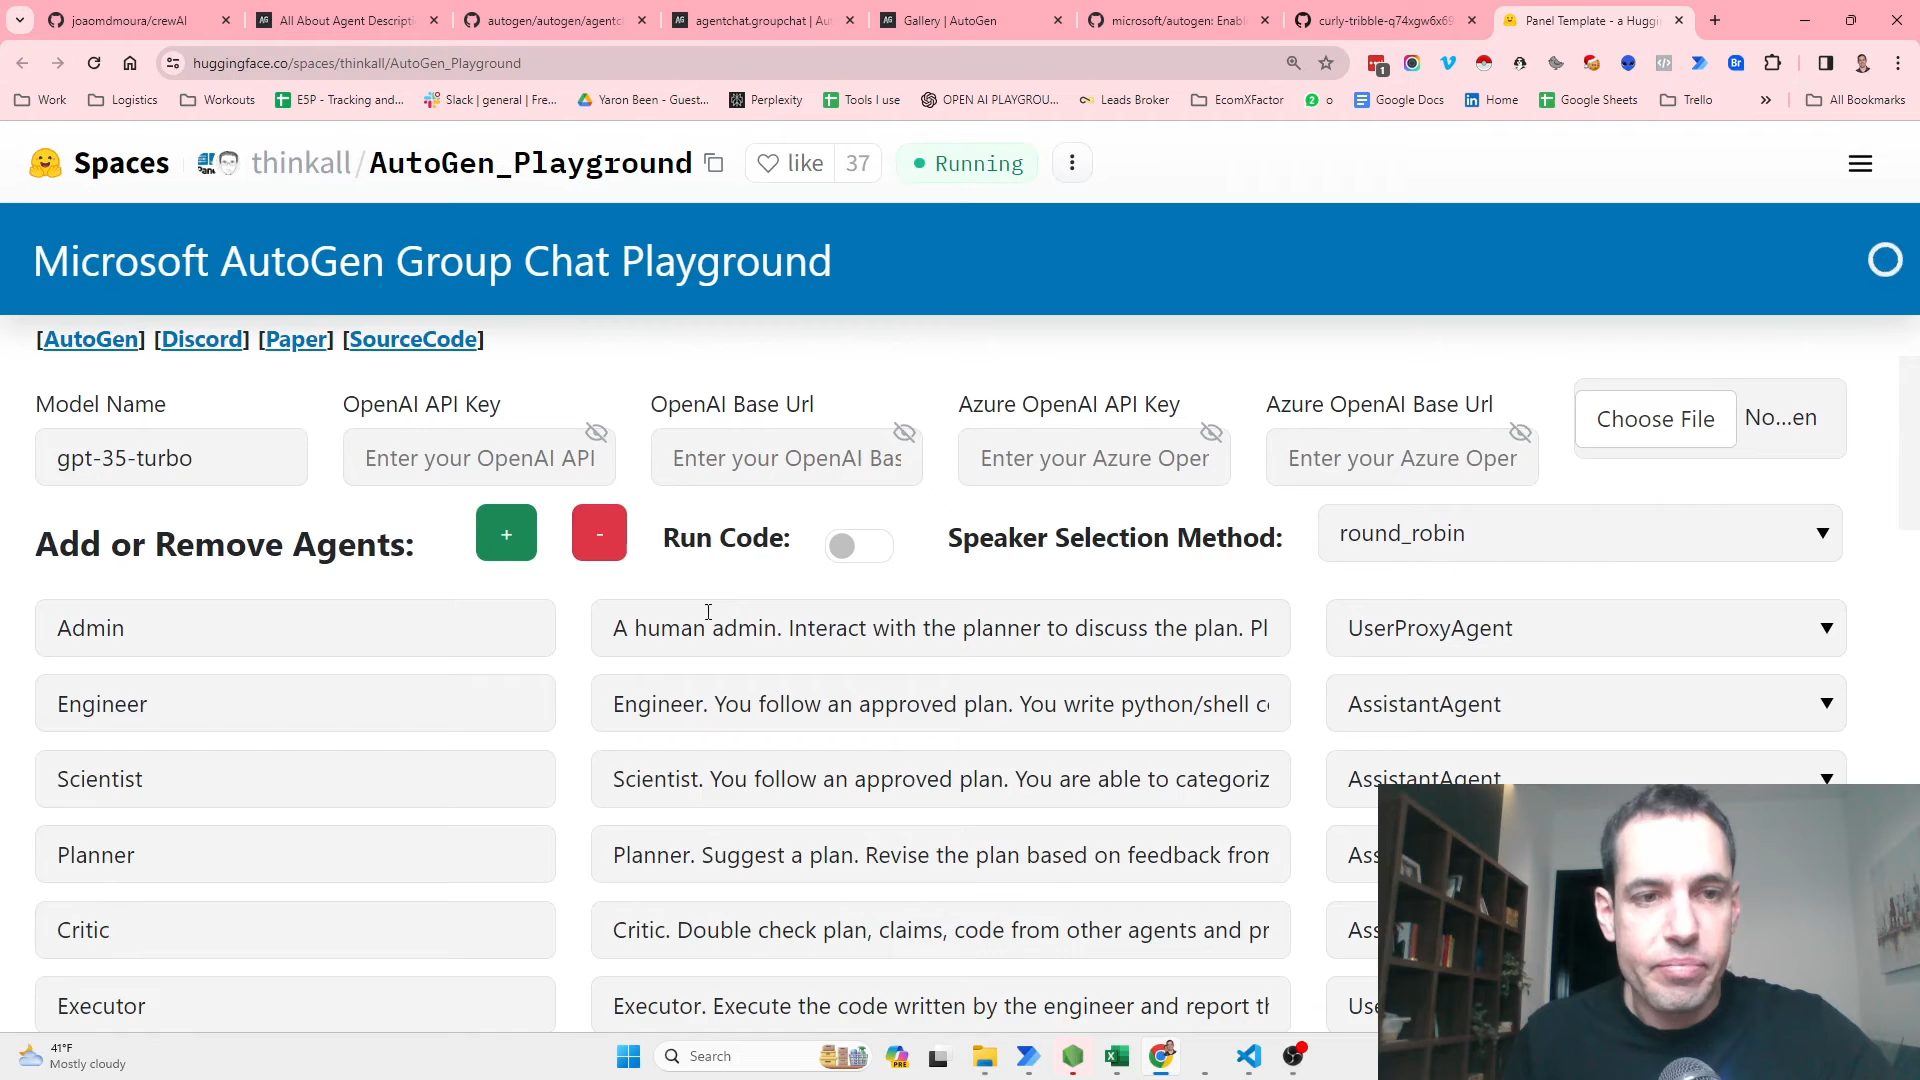 joaomdmoura/crewAI
All About Agent Descripti
autogen/autogen/agentc
agentchat.groupchat | Au
Gallery | AutoGen
microsoft/autogen: Enabl
curly-tribble-q74xgw6x69
Panel Template - a Huggi
huggingface.co/spaces/thinkall/AutoGen_Playground
1
Work
Logistics
Workouts
E5P - Tracking and...
Slack | general | Fre...
Yaron Been - Guest...
Perplexity
Tools I use
OPEN AI PLAYGROU...
Leads Broker
EcomXFactor
2
o
Google Docs
Home
Google Sheets
Trello
»
All Bookmarks
Spaces
thinkall/AutoGen_Playground
like 37
Running
Microsoft AutoGen Group Chat Playground
[AutoGen] [Discord] [Paper] [SourceCode]
Model Name
OpenAI API Key
OpenAI Base Url
Azure OpenAI API Key
Azure OpenAI Base Url
gpt-35-turbo
Enter your OpenAI API
Enter your OpenAI Bas
Enter your Azure Oper
Enter your Azure Oper
Choose File
No...en
Add or Remove Agents:
+
-
Run Code:
Speaker Selection Method:
round_robin
Admin
A human admin. Interact with the planner to discuss the plan. Pl
UserProxyAgent
Engineer
Engineer. You follow an approved plan. You write python/shell c
AssistantAgent
Scientist
Scientist. You follow an approved plan. You are able to categoriz
AssistantAgent
Planner
Planner. Suggest a plan. Revise the plan based on feedback from
Ass
Critic
Critic. Double check plan, claims, code from other agents and pr
Ass
Executor
Executor. Execute the code written by the engineer and report th
Use
41°F
Mostly cloudy
Search
PRE